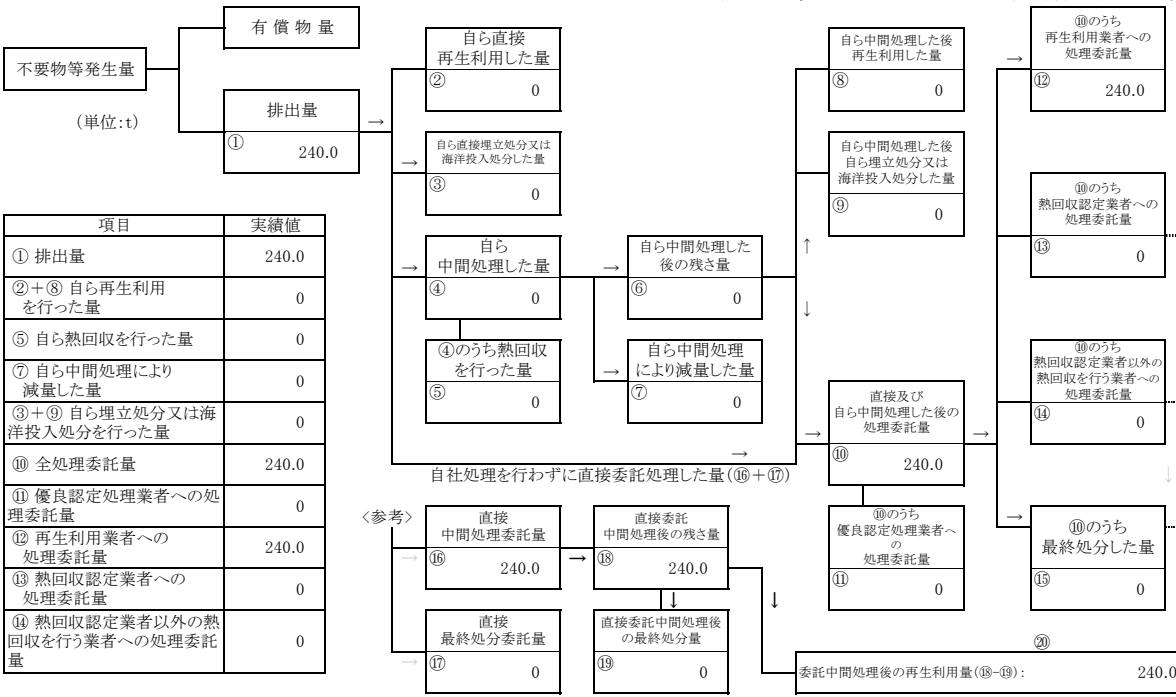 不要物等発生量
(単位:t)
有償物量
排出量
→
①
240.0
自ら直接
再生利用した量
②
0
→
自ら直接埋立処分又は
海洋投入処分した量
③
0
→
自ら
中間処理した量
④
0
④のうち熱回収
を行った量
⑤
0
→
自ら中間処理した
後の残さ量
⑥
0
→
自ら中間処理
により減量した量
⑦
0
自ら中間処理した後
再生利用した量
⑧
0
自ら中間処理した後
自ら埋立処分又は
海洋投入処分した量
⑨
0
↑
↓
→
自社処理を行わずに直接委託処理した量(⑯+⑰)
→
直接及び
自ら中間処理した後の
処理委託量
⑩
240.0
⑩のうち
優良認定処理業者へ
の
処理委託量
⑪
0
→
→
⑩のうち
再生利用業者への
処理委託量
⑫
240.0
⑩のうち
熱回収認定業者への
処理委託量
⑬
0
⑩のうち
熱回収認定業者以外の
熱回収を行う業者への
処理委託量
⑭
0
↓
→
⑩のうち
最終処分した量
⑮
0
項目 実績値
① 排出量 240.0
②+⑧ 自ら再生利用
を行った量 0
⑤ 自ら熱回収を行った量 0
⑦ 自ら中間処理により
減量した量 0
③+⑨ 自ら埋立処分又は海
洋投入処分を行った量 0
⑩ 全処理委託量 240.0
⑪ 優良認定処理業者への処
理委託量 0
⑫ 再生利用業者への
処理委託量 240.0
⑬ 熱回収認定業者への
処理委託量 0
⑭ 熱回収認定業者以外の熱
回収を行う業者への処理委託
量 0
〈参考〉
→
直接
中間処理委託量
⑯
240.0
→
直接委託
中間処理後の残さ量
⑱
240.0
↓
↓
→
直接
最終処分委託量
⑰
0
直接委託中間処理後
の最終処分量
⑲
0
⑳
委託中間処理後の再生利用量(⑱-⑲): 240.0